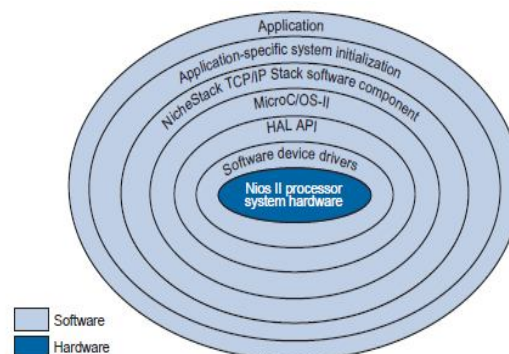 Application
Application-specific system initialization
NicheStack TCP/IP Stack software component
MicroC/OS-II
HAL API
Software device drivers
Nios II processor
system hardware
Software
Hardware